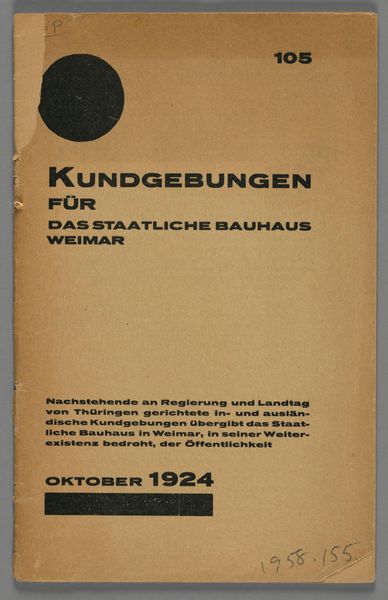 P
105
KUNDGEBUNGEN
FÜR
DAS STAATLICHE BAUHAUS
WEIMAR
Nachstehende an Regierung und Landtag
von Thüringen gerichtete in- und auslän-
dische Kundgebungen übergibt das Staat-
liche Bauhaus in Weimar, in seiner Weiter-
existenz bedroht, der Öffentlichkeit
OKTOBER 1924
1958.155